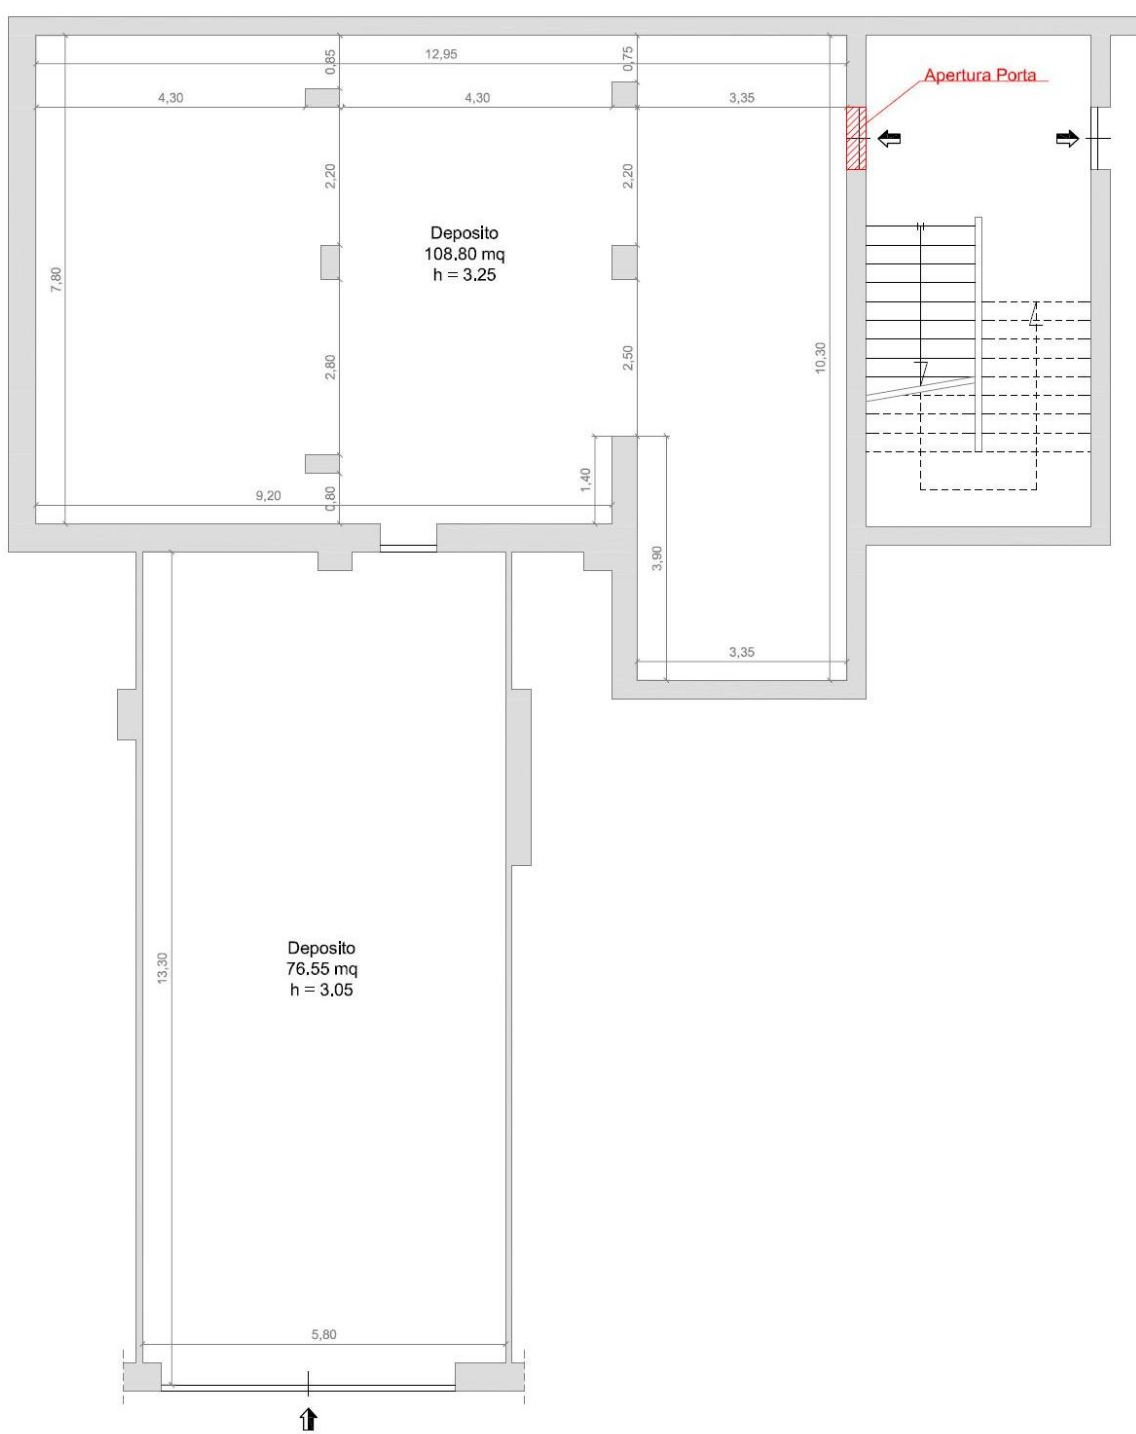 12,95
0,85
0,75
Apertura Porta
4,30
4,30
3,35
2,20
2,20
Deposito
108.80 mq
h = 3.25
7,80
2,80
2,50
10,30
1,40
9,20
0,80
3,90
3,35
Deposito
76.55 mq
h = 3.05
13,30
5,80